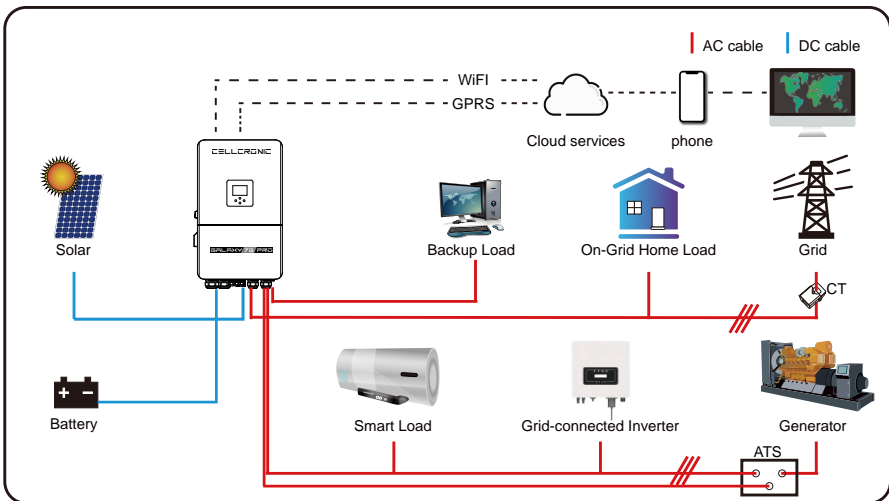 AC cable
DC cable
WiFI
GPRS
Cloud services
phone
CELLCRONIC
Solar
Backup Load
On-Grid Home Load
Grid
CT
Battery
Smart Load
Grid-connected Inverter
Generator
ATS